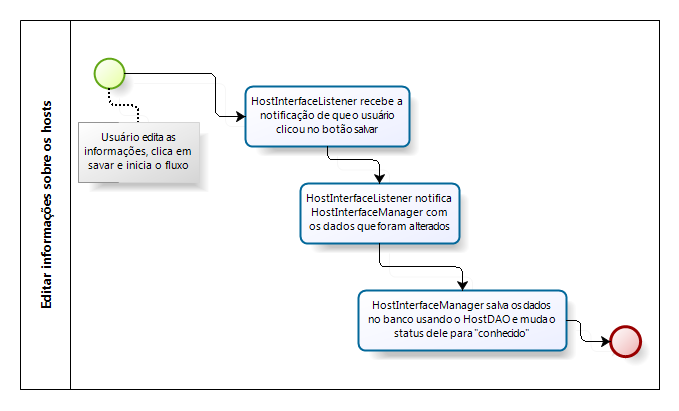 Editar informações sobre os hosts
Usuário edita as
informações, clica em
savar e inicia o fluxo
HostInterfaceListener recebe a
notificação de que o usuário
clicou no botão salvar
HostInterfaceListener notifica
HostInterfaceManager com
os dados que foram alterados
HostInterfaceManager salva os dados
no banco usando o HostDAO e muda o
status dele para "conhecido"